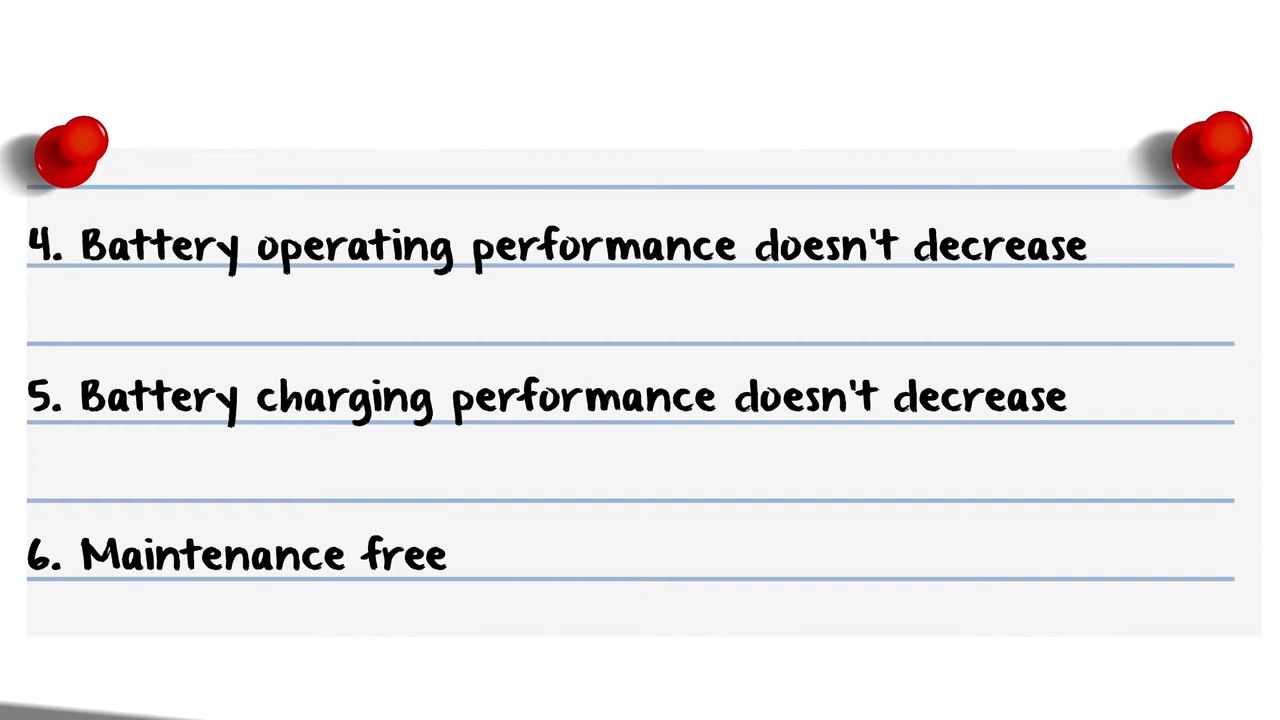 4. Battery operating performance doesn't decrease
5. Battery charging performance doesn't decrease
6. Maintenance free